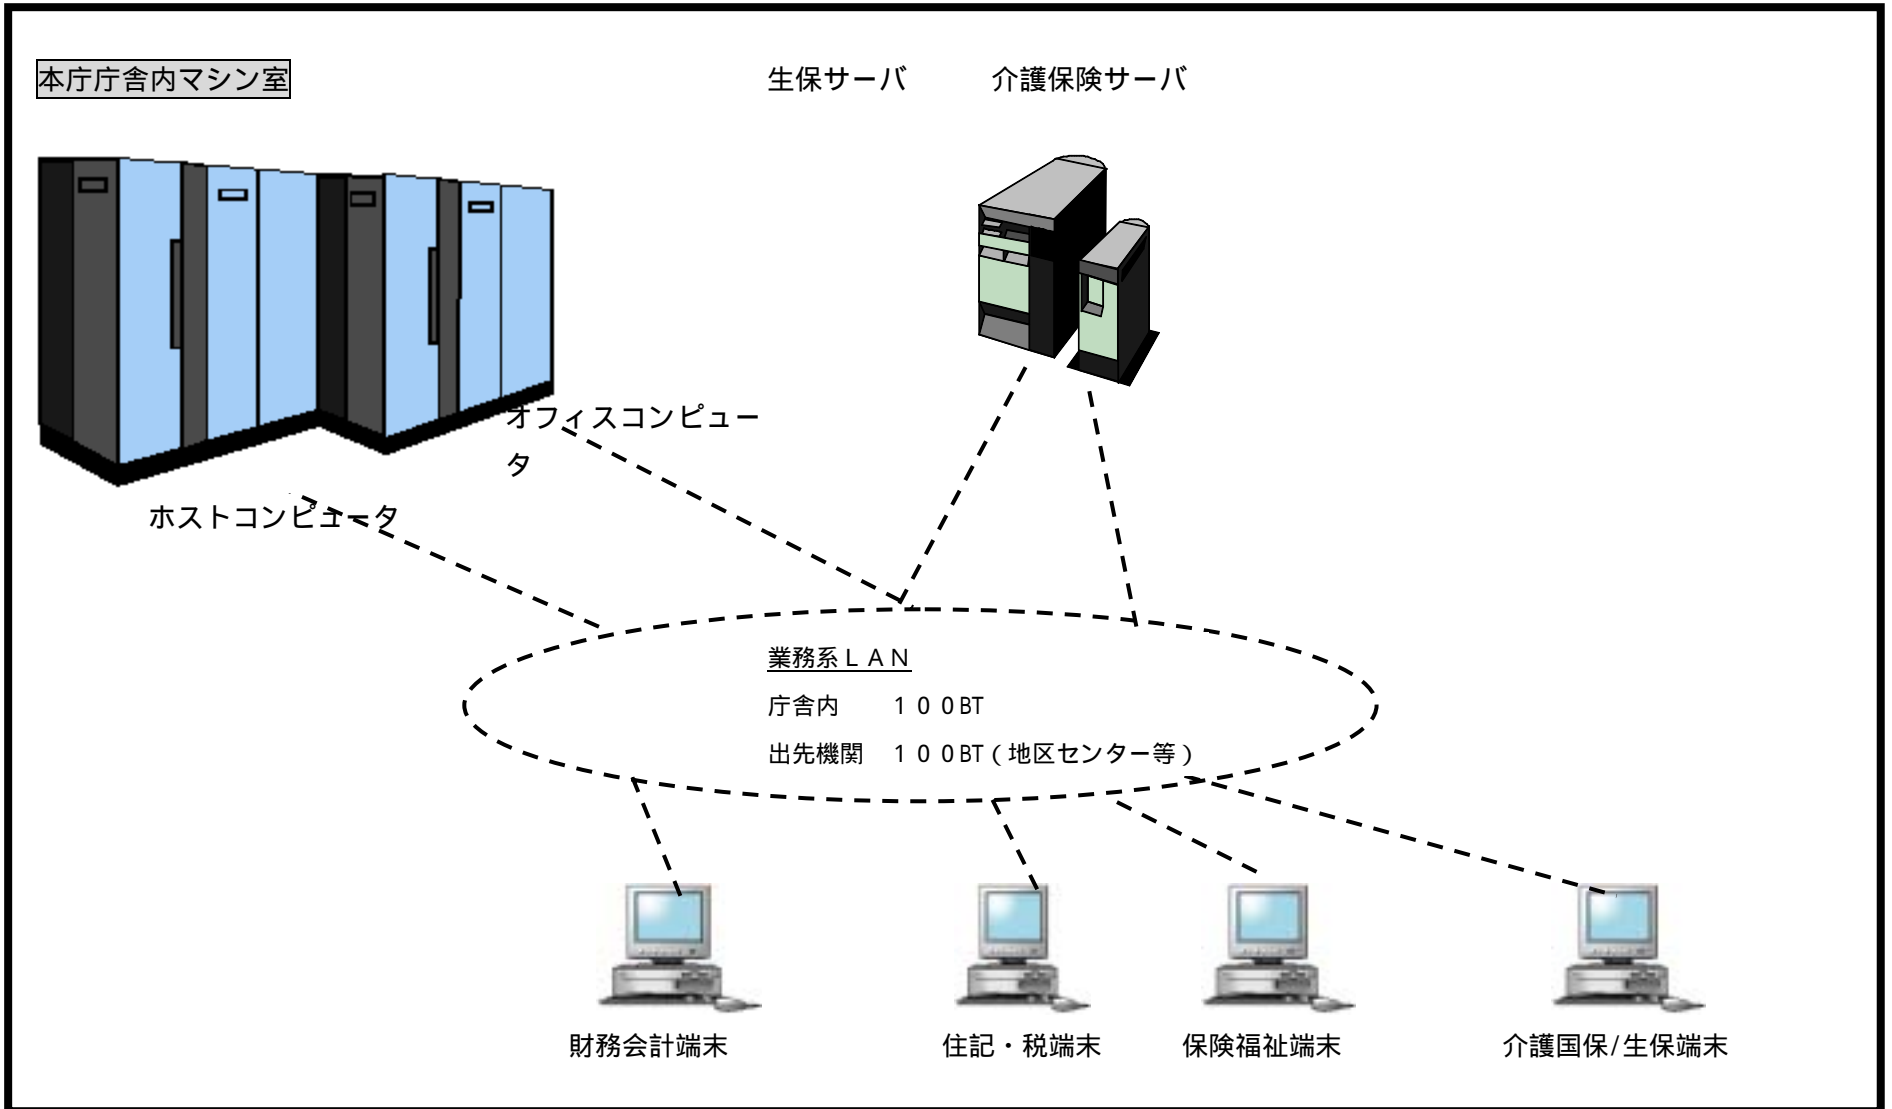 本庁庁舎内マシン室
生保サーバ　　　介護保険サーバ
オフィスコンピュー
タ
ホストコンピュータ
業務系ＬＡＮ
庁舎内　　１００BT
出先機関　１００BT（地区センター等）
財務会計端末
住記・税端末
保険福祉端末
介護国保/生保端末